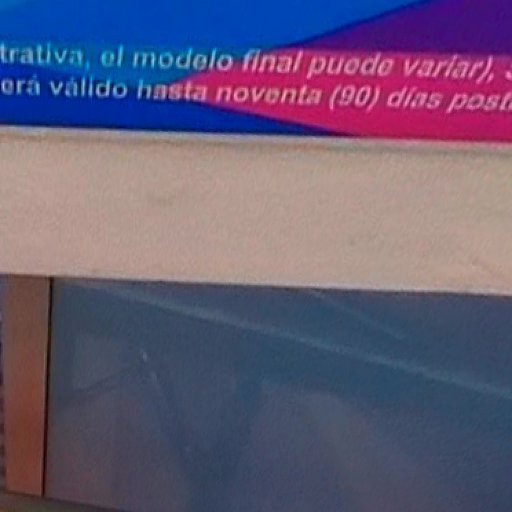 trativa, el modelo final puede variar), S
erá válido hasta noventa (90) días post